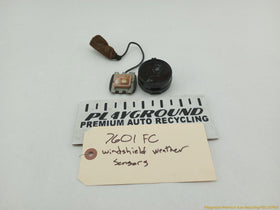 PLAYGROUND
PREMIUM AUTO RECYCLING
7601 FC
windshield weather
Sensors